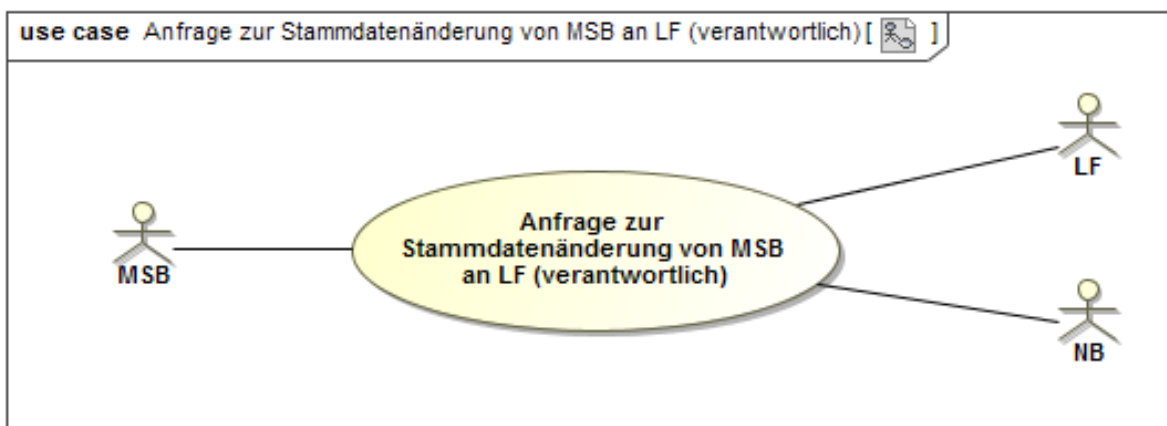 use case Anfrage zur Stammdatenänderung von MSB an LF (verantwortlich) [ ]
LF
Anfrage zur
Stammdatenänderung von MSB
an LF (verantwortlich)
MSB
NB